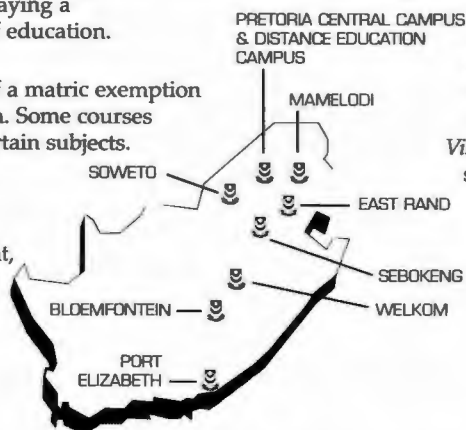 aying a
f education.
f a matric exemption
. Some courses
rtain subjects.
PRETORIA CENTRAL CAMPUS
& DISTANCE EDUCATION
CAMPUS
MAMELODI
SOWETO
EAST RAND
SEBOKENG
WELKOM
BLOEMFONTEIN
PORT
ELIZABETH